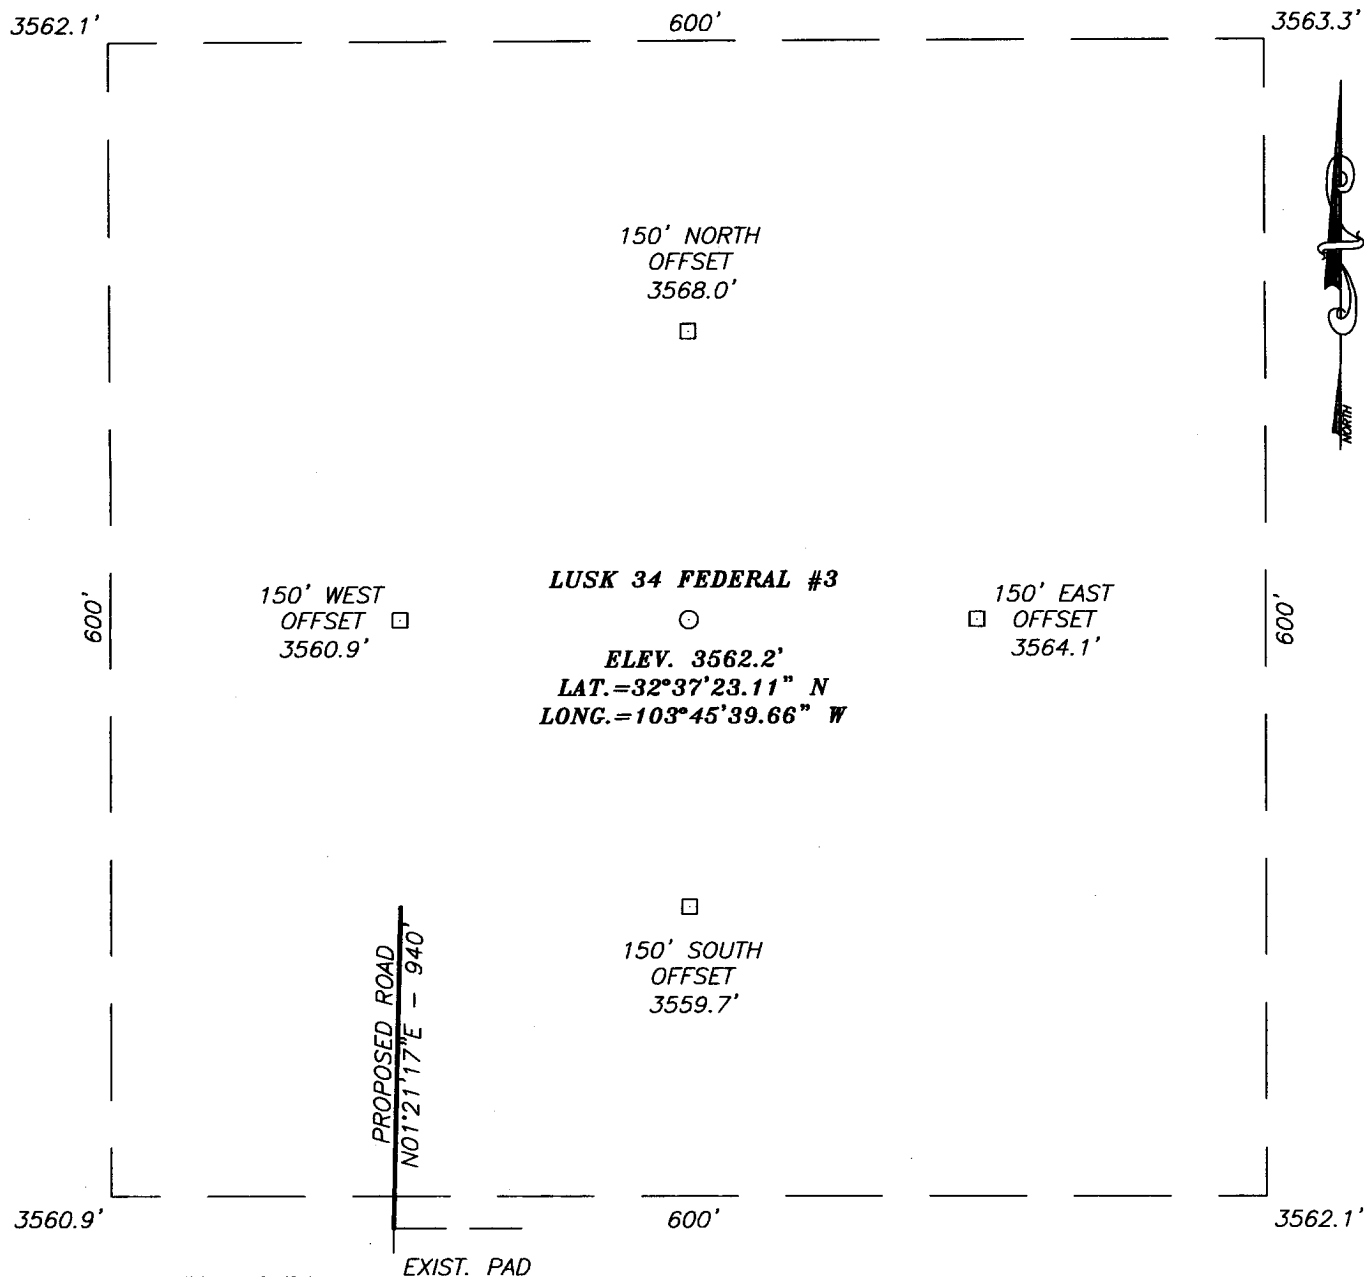 3562.1'
600'
3563.3'
150' NORTH
OFFSET
3568.0'
NORTH
LUSK 34 FEDERAL #3
150' WEST
OFFSET
3560.9'
600'
150' EAST
OFFSET
3564.1'
600'
ELEV. 3562.2'
LAT.=32°37'23.11" N
LONG.=103°45'39.66" W
150' SOUTH
OFFSET
3559.7'
PROPOSED ROAD
N01°21'17"E - 940'
3560.9'
600'
3562.1'
EXIST. PAD